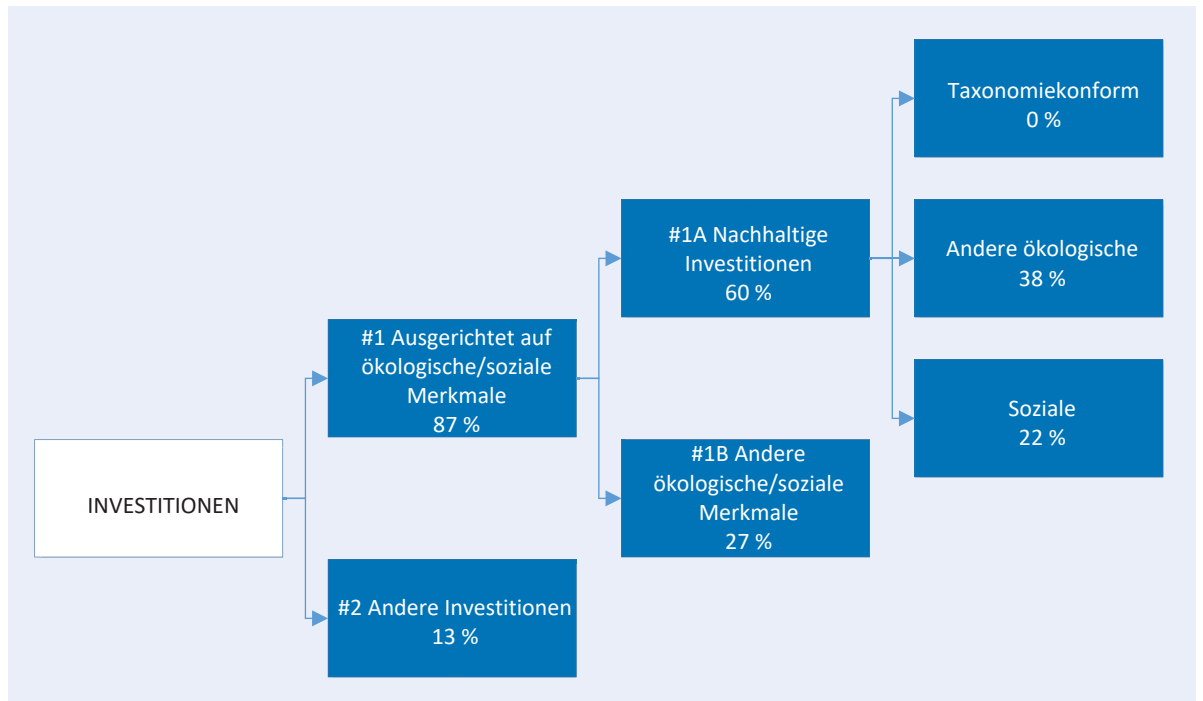 INVESTITIONEN
#1 Ausgerichtet auf
ökologische/soziale
Merkmale
87 %
#2 Andere Investitionen
13 %
#1A Nachhaltige
Investitionen
60 %
#1B Andere
ökologische/soziale
Merkmale
27 %
Taxonomiekonform
0 %
Andere ökologische
38 %
Soziale
22 %